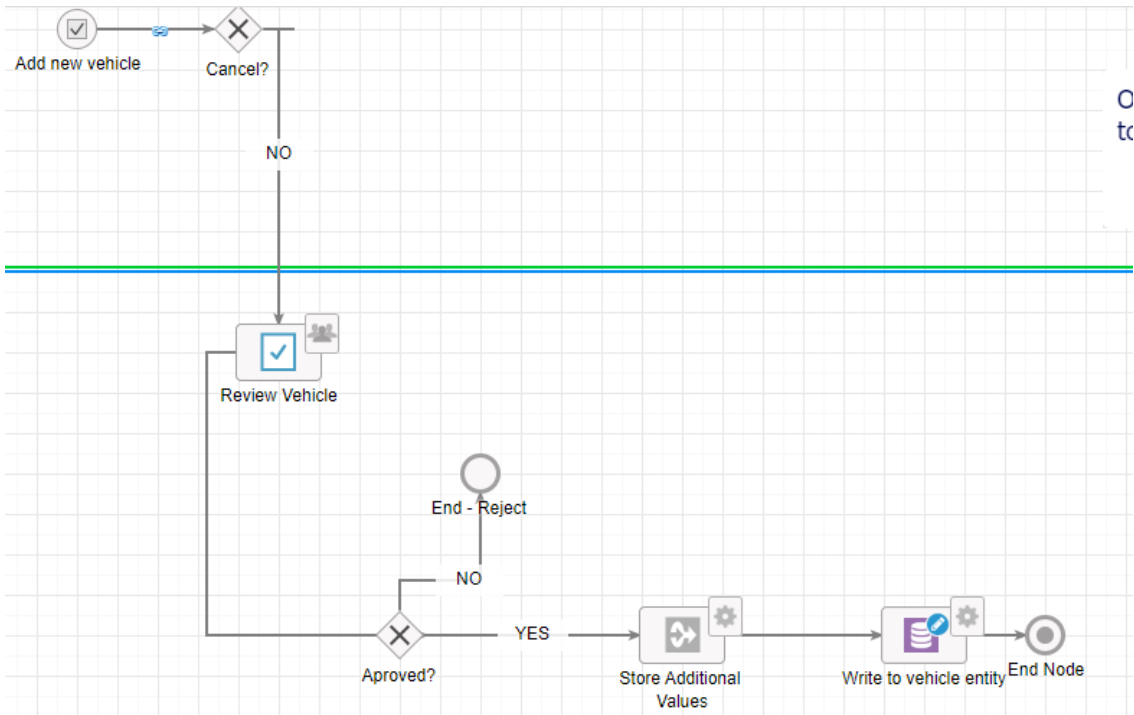 Add new vehicle
Cancel?
O
to
NO
Review Vehicle
End - Reject
NO
YES
Aproved?
Store Additional
Values
Write to vehicle entity
End Node